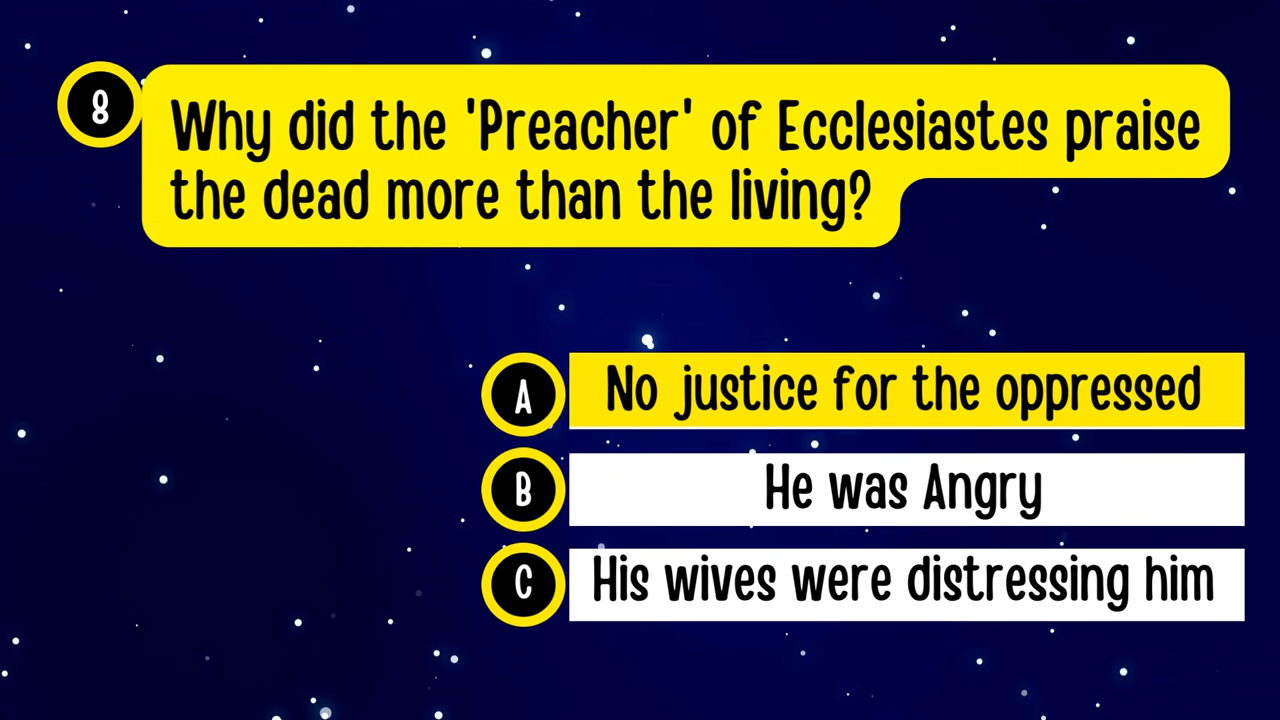 8
Why did the 'Preacher' of Ecclesiastes praise
the dead more than the living?
A No justice for the oppressed
B He was Angry
C His wives were distressing him